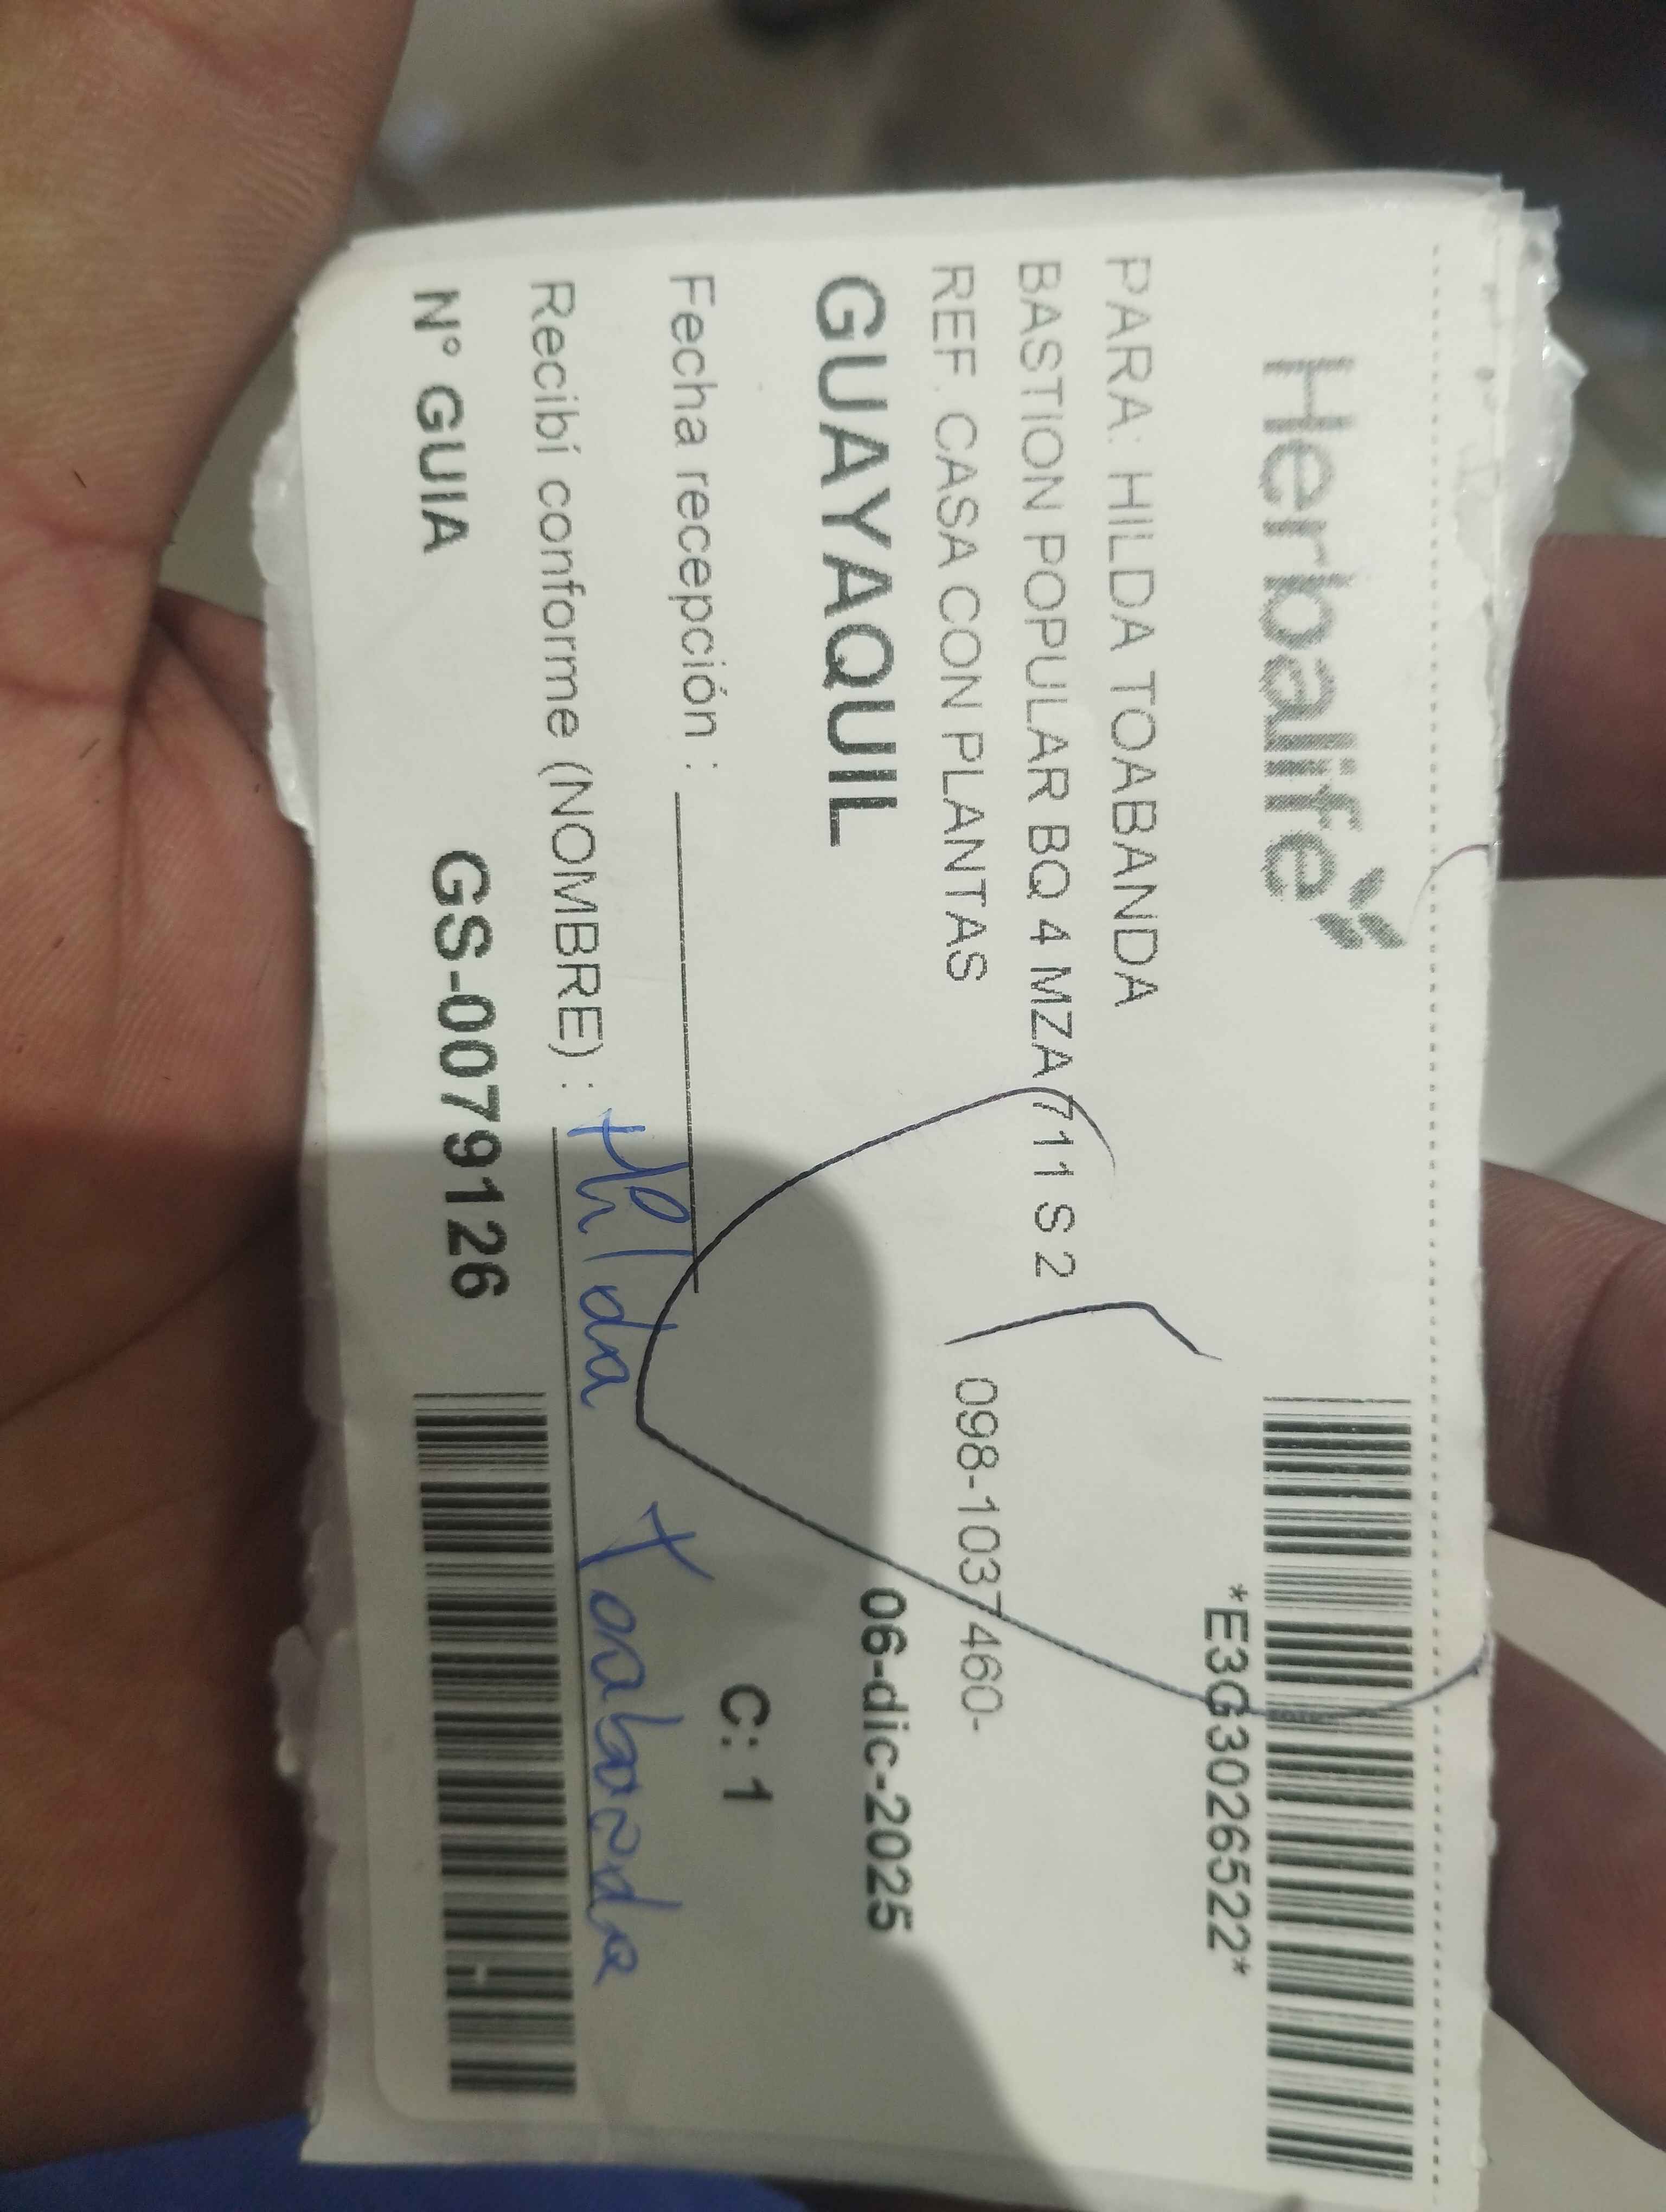 Herbalife
*E3G3026522*
PARA: HILDA TOABANDA
BASTION POPULAR BQ 4 MZA 711 S 2
REF. CASA CON PLANTAS 098-1037460-
GUAYAQUIL 06-dic-2025
Fecha recepción : C: 1
Recibí conforme (NOMBRE) : Hilda Toabanda
N° GUIA GS-0079126